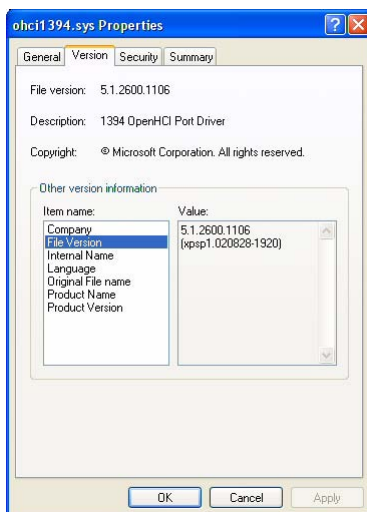 ohci1394.sys Properties
General Version Security Summary
File version: 5.1.2600.1106
Description: 1394 OpenHCI Port Driver
Copyright: © Microsoft Corporation. All rights reserved.
Other version information
Item name: Value:
Company
File Version
Internal Name
Language
Original File name
Product Name
Product Version
5.1.2600.1106
(xpsp1.020828-1920)
OK Cancel Apply